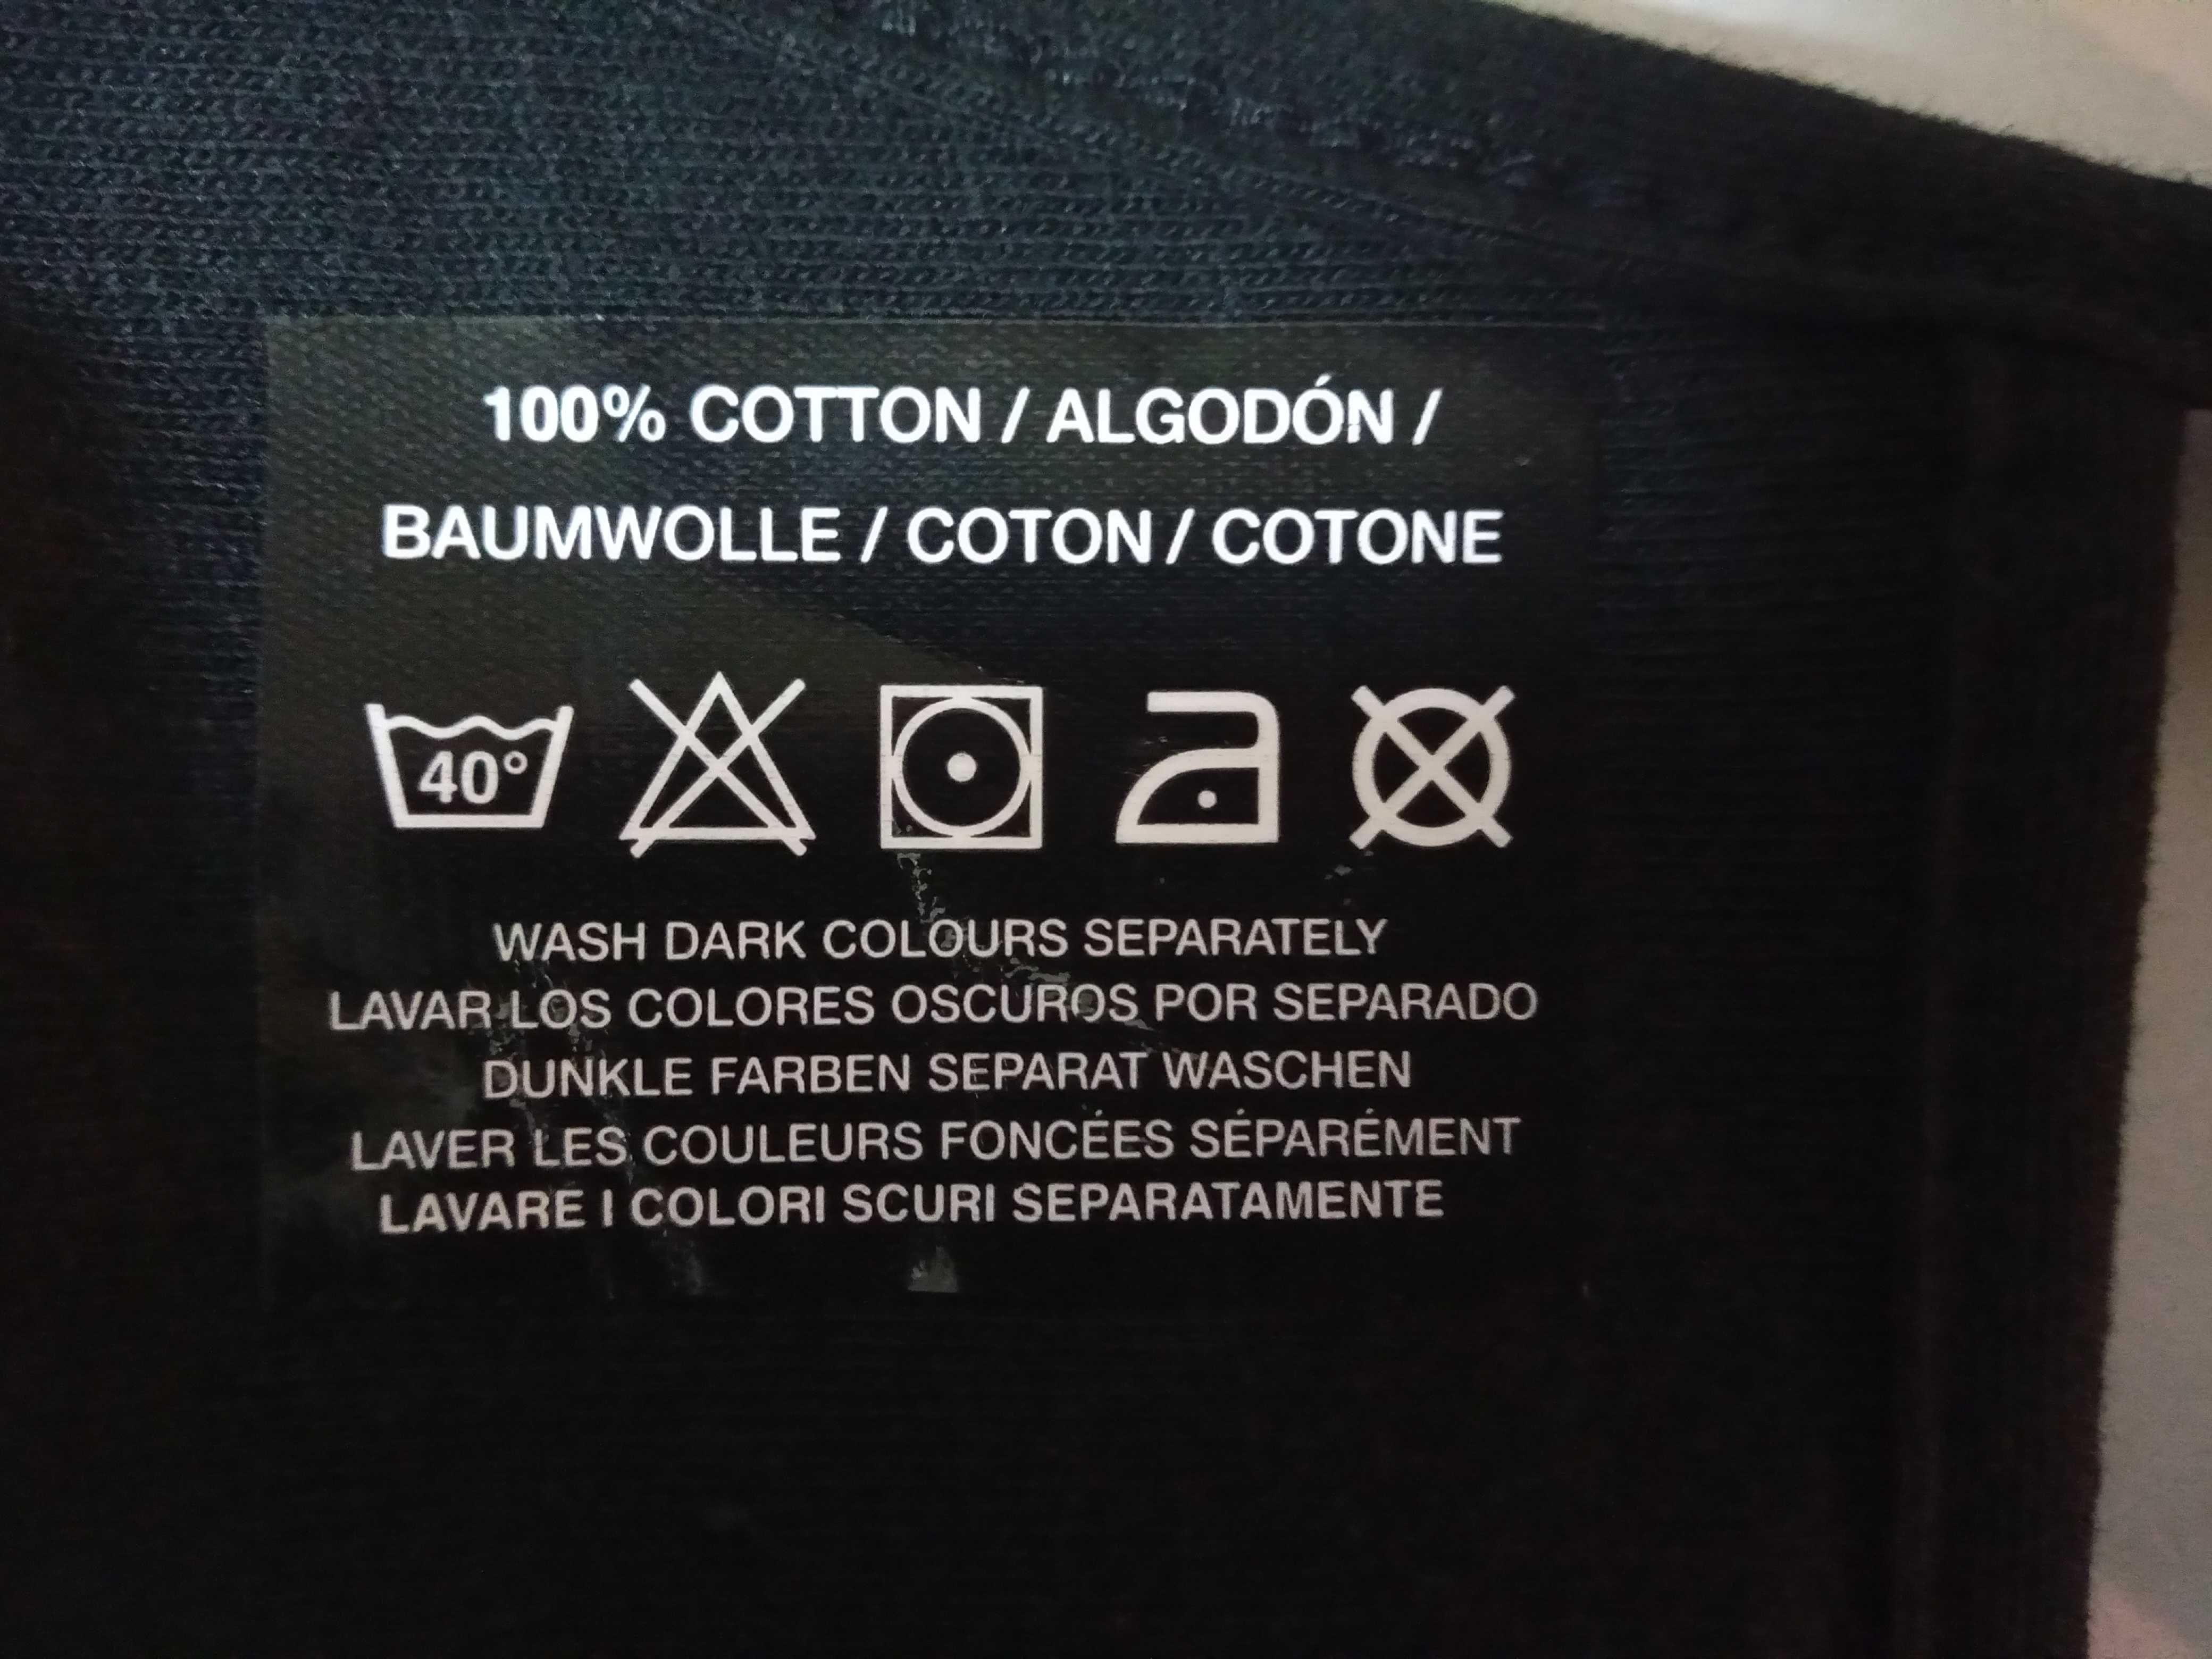 100% COTTON / ALGODÓN /
BAUMWOLLE / COTON / COTONE
40°
WASH DARK COLOURS SEPARATELY
LAVAR LOS COLORES OSCUROS POR SEPARADO
DUNKLE FARBEN SEPARAT WASCHEN
LAVER LES COULEURS FONCÉES SÉPARÉMENT
LAVARE I COLORI SCURI SEPARATAMENTE